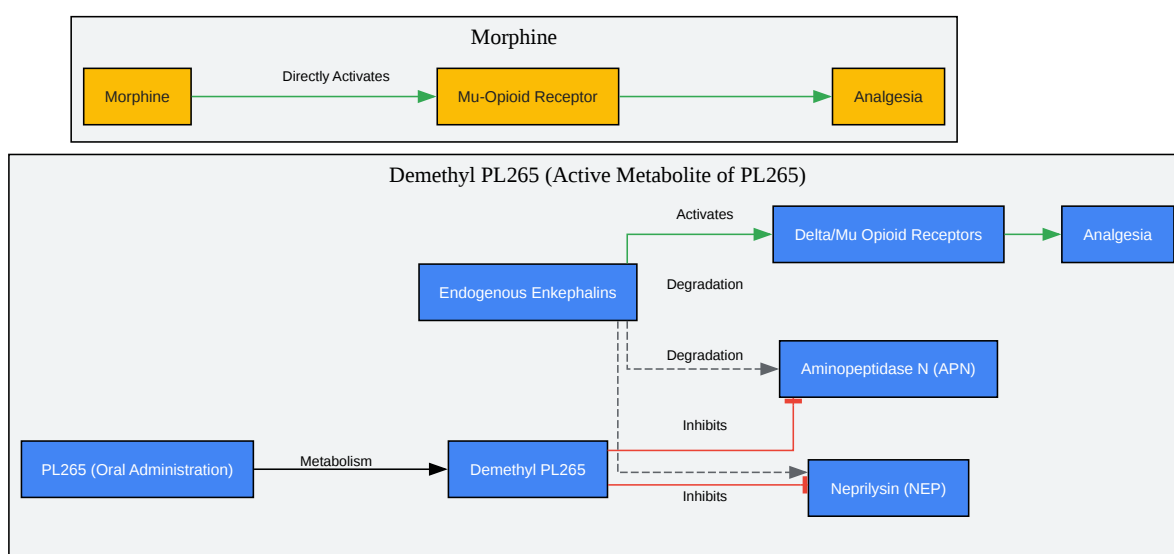 Morphine
Morphine
Directly Activates
Mu-Opioid Receptor
Analgesia
Demethyl PL265 (Active Metabolite of PL265)
Activates
Delta/Mu Opioid Receptors
Analgesia
Endogenous Enkephalins
Degradation
Degradation
Aminopeptidase N (APN)
Inhibits
PL265 (Oral Administration)
Metabolism
Demethyl PL265
Neprilysin (NEP)
Inhibits